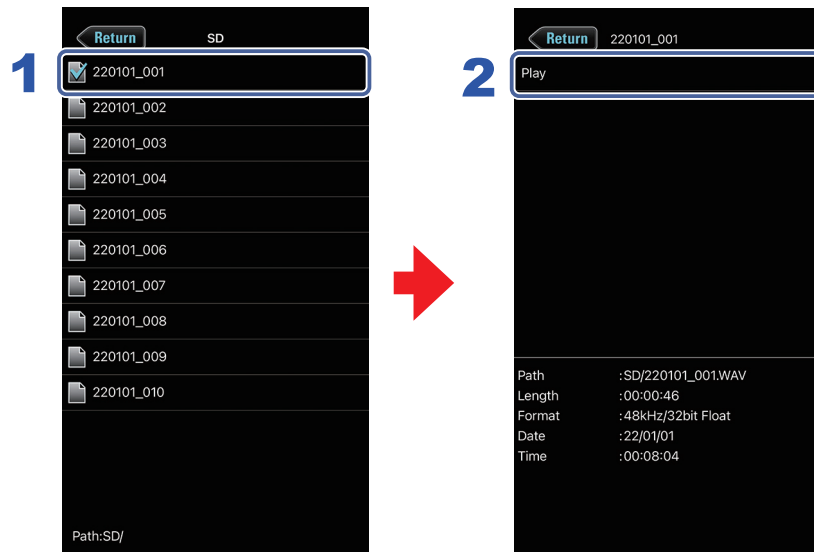 1
Return SD
220101_001
220101_002
220101_003
220101_004
220101_005
220101_006
220101_007
220101_008
220101_009
220101_010
Path:SD/
2
Return 220101_001
Play
Path :SD/220101_001.WAV
Length :00:00:46
Format :48kHz/32bit Float
Date :22/01/01
Time :00:08:04